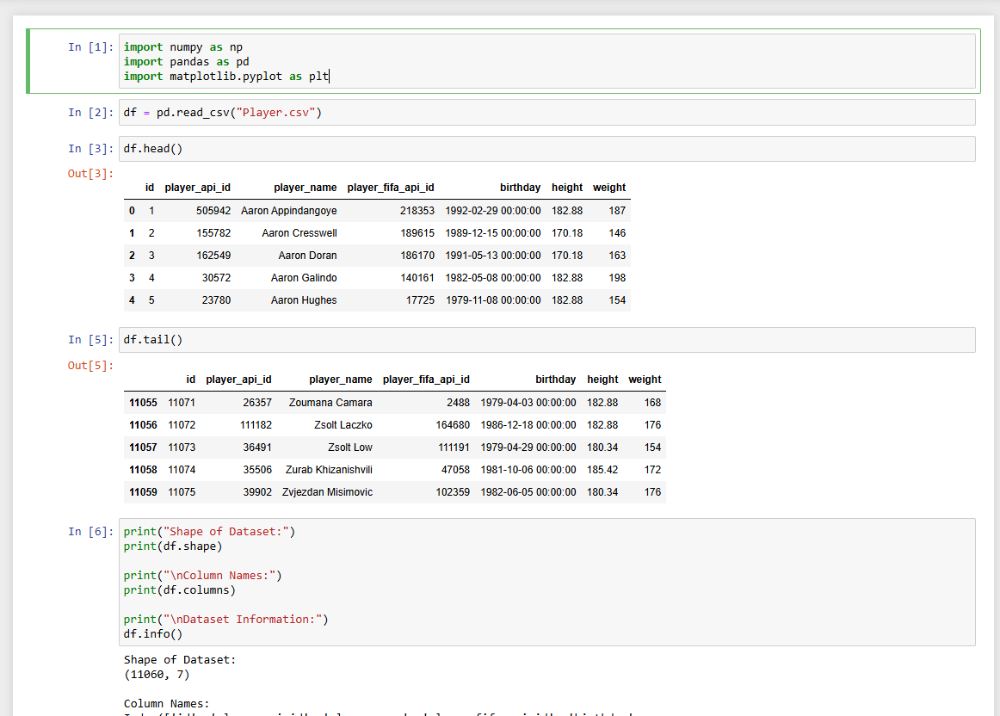 In [1]: import numpy as np
import pandas as pd
import matplotlib.pyplot as plt
In [2]: df = pd.read_csv("Player.csv")
In [3]: df.head()
Out[3]:
id player_api_id player_name player_fifa_api_id birthday height weight
0 1 505942 Aaron Appindangoye 218353 1992-02-29 00:00:00 182.88 187
1 2 155782 Aaron Cresswell 189615 1989-12-15 00:00:00 170.18 146
2 3 162549 Aaron Doran 186170 1991-05-13 00:00:00 170.18 163
3 4 30572 Aaron Galindo 140161 1982-05-08 00:00:00 182.88 198
4 5 23780 Aaron Hughes 17725 1979-11-08 00:00:00 182.88 154
In [5]: df.tail()
Out[5]:
id player_api_id player_name player_fifa_api_id birthday height weight
11055 11071 26357 Zoumana Camara 2488 1979-04-03 00:00:00 182.88 168
11056 11072 111182 Zsolt Laczko 164680 1986-12-18 00:00:00 182.88 176
11057 11073 36491 Zsolt Low 111191 1979-04-29 00:00:00 180.34 154
11058 11074 35506 Zurab Khizanishvili 47058 1981-10-06 00:00:00 185.42 172
11059 11075 39902 Zvjezdan Misimovic 102359 1982-06-05 00:00:00 180.34 176
In [6]: print("Shape of Dataset:")
print(df.shape)
print("\nColumn Names:")
print(df.columns)
print("\nDataset Information:")
df.info()
Shape of Dataset:
(11060, 7)
Column Names: